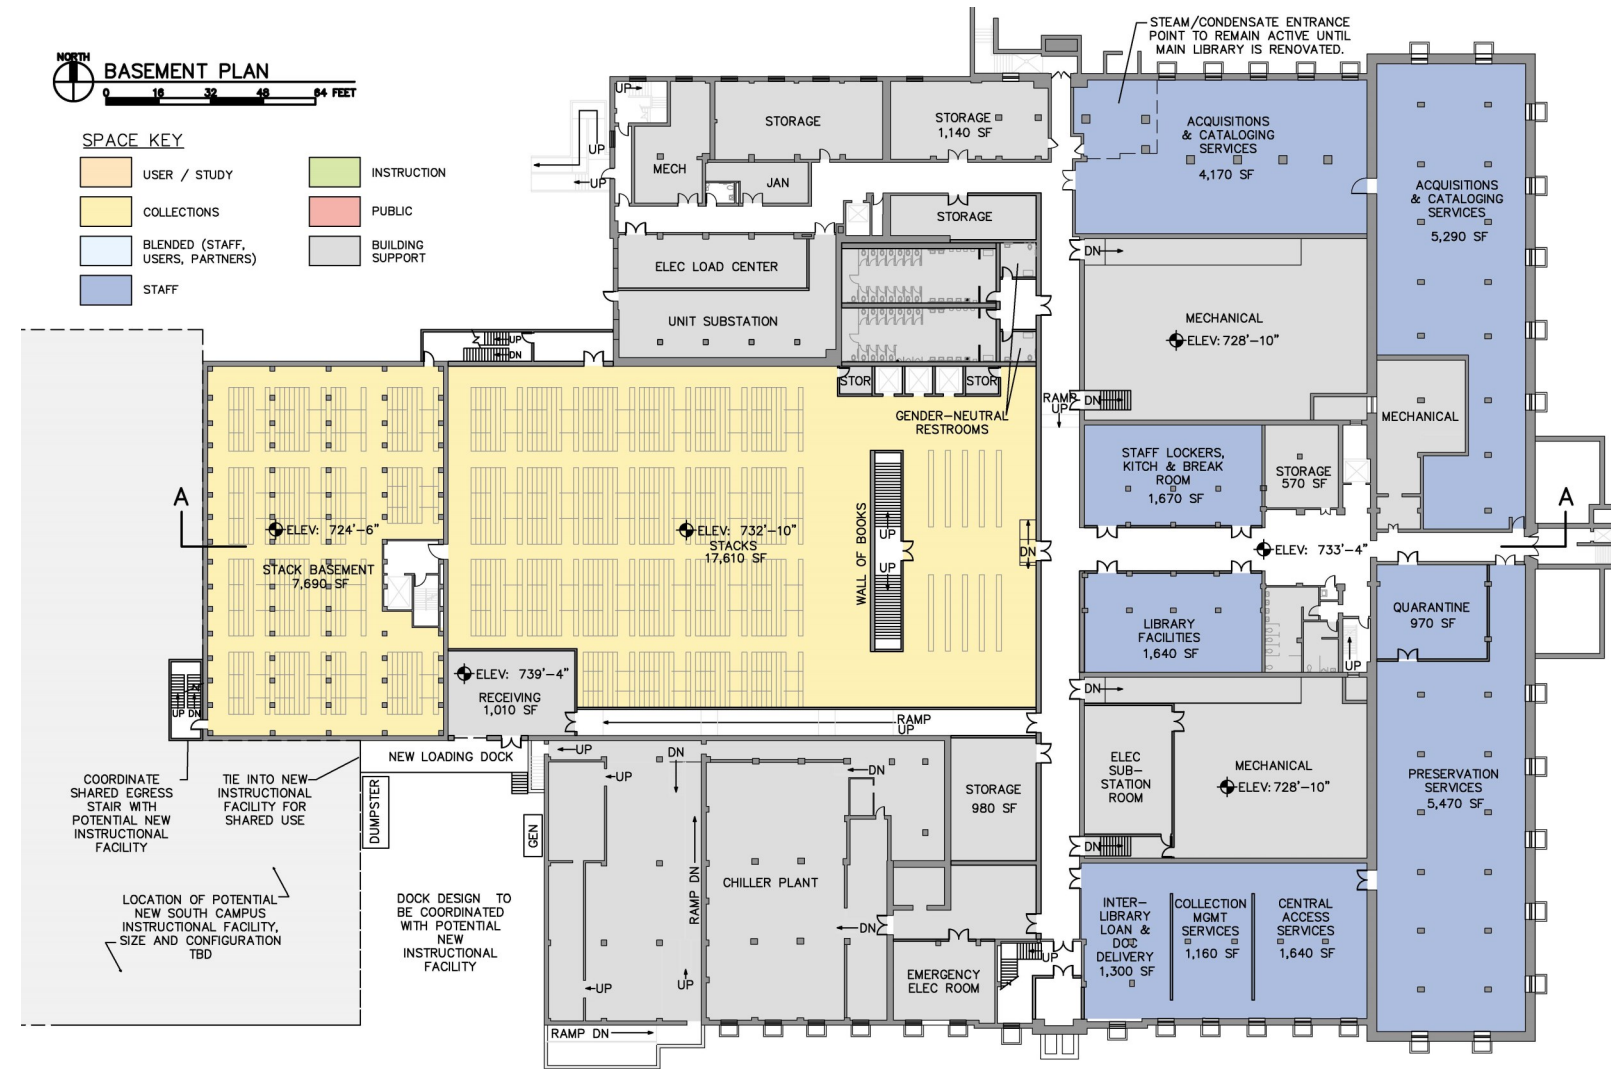 NORTH
BASEMENT PLAN
0 16 32 48 64 FEET
SPACE KEY
USER / STUDY
COLLECTIONS
BLENDED (STAFF,
USERS, PARTNERS)
STAFF
INSTRUCTION
PUBLIC
BUILDING
SUPPORT
STEAM/CONDENSATE ENTRANCE
POINT TO REMAIN ACTIVE UNTIL
MAIN LIBRARY IS RENOVATED.
UP
UP
UP
MECH
STORAGE
STORAGE
1,140 SF
JAN
STORAGE
ELEC LOAD CENTER
UNIT SUBSTATION
ACQUISITIONS
& CATALOGING
SERVICES
4,170 SF
ACQUISITIONS
& CATALOGING
SERVICES
5,290 SF
DN
MECHANICAL
ELEV: 728'-10"
DN
RAMP
UP
MECHANICAL
UP
DN
STOR
STOR
GENDER-NEUTRAL
RESTROOMS
STAFF LOCKERS,
KITCH & BREAK
ROOM
1,670 SF
STORAGE
570 SF
A
A
ELEV: 724'-6"
STACK BASEMENT
7,690 SF
ELEV: 732'-10"
STACKS
17,610 SF
WALL OF BOOKS
UP
UP
DN
ELEV: 733'-4"
LIBRARY
FACILITIES
1,640 SF
QUARANTINE
970 SF
UP
ELEV: 739'-4"
RECEIVING
1,010 SF
UP DN
DN
RAMP
UP
DN
NEW LOADING DOCK
UP
DN
UP
DN
COORDINATE
SHARED EGRESS
STAIR WITH
POTENTIAL NEW
INSTRUCTIONAL
FACILITY
TIE INTO NEW
INSTRUCTIONAL
FACILITY FOR
SHARED USE
DUMPSTER
GEN
STORAGE
980 SF
ELEC
SUB-
STATION
ROOM
MECHANICAL
ELEV: 728'-10"
DN
PRESERVATION
SERVICES
5,470 SF
LOCATION OF POTENTIAL
NEW SOUTH CAMPUS
INSTRUCTIONAL FACILITY,
SIZE AND CONFIGURATION
TBD
DOCK DESIGN TO
BE COORDINATED
WITH POTENTIAL
NEW
INSTRUCTIONAL
FACILITY
RAMP DN
CHILLER PLANT
DN
UP
UP
RAMP DN
EMERGENCY
ELEC ROOM
UP
INTER-
LIBRARY
LOAN &
DOC
DELIVERY
1,300 SF
COLLECTION
MGMT
SERVICES
1,160 SF
CENTRAL
ACCESS
SERVICES
1,640 SF